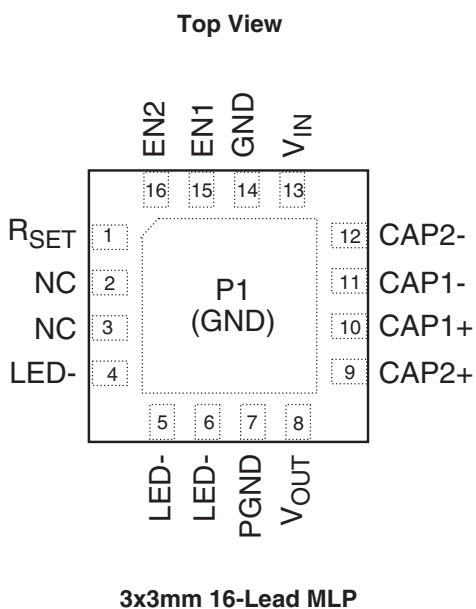 Top View
EN2
EN1
GND
VIN
16
15
14
13
RSET
1
NC
2
NC
3
LED-
4
P1
(GND)
12
CAP2-
11
CAP1-
10
CAP1+
9
CAP2+
5
6
7
8
LED-
LED-
PGND
VOUT
3x3mm 16-Lead MLP